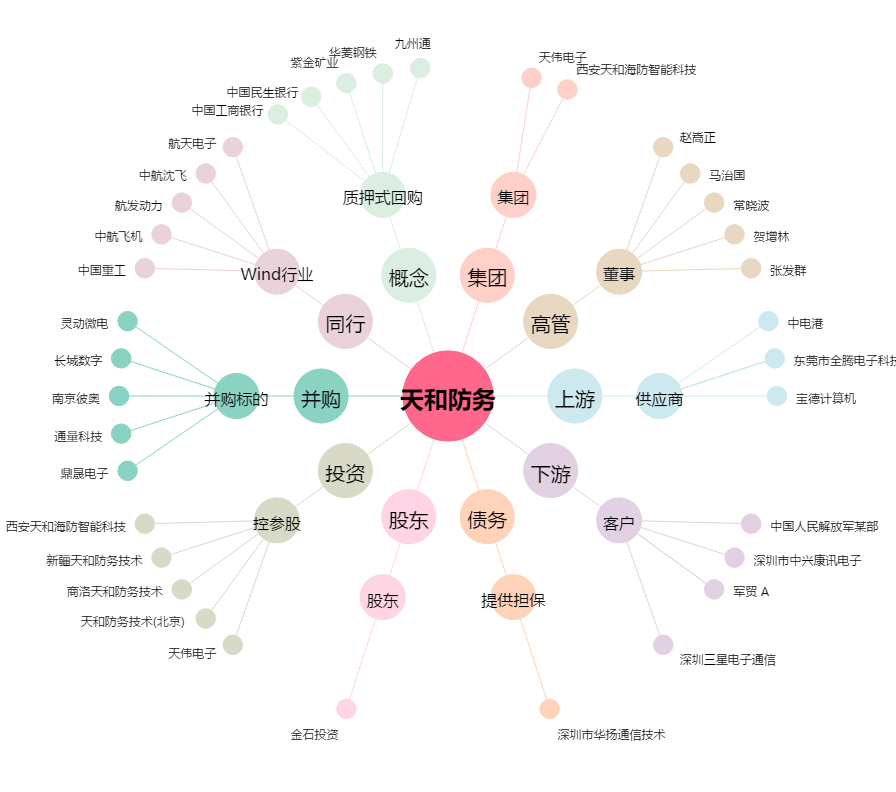 九州通
华菱钢铁
紫金矿业
中国民生银行
中国工商银行
天伟电子
西安天和海防智能科技
航天电子
中航沈飞
航发动力
中航飞机
中国重工
质押式回购
集团
赵嵩正
马治国
常晓波
贺增林
张发群
Wind行业
概念
集团
董事
同行
高管
灵动微电
长城数字
南京彼奥
通量科技
鼎晟电子
并购标的
并购
天和防务
上游
供应商
中电港
东莞市全腾电子科技
宝德计算机
投资
下游
控参股
股东
债务
客户
西安天和海防智能科技
新疆天和防务技术
商洛天和防务技术
天和防务技术(北京)
天伟电子
中国人民解放军某部
深圳市中兴康讯电子
军贸 A
深圳三星电子通信
股东
提供担保
金石投资
深圳市华扬通信技术